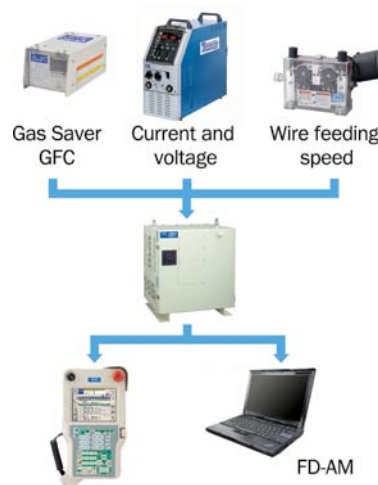 Gas Saver
GFC
Current and
voltage
Wire feeding
speed
FD-AM